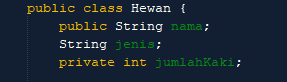 public class Hewan {
public String nama;
String jenis;
private int jumlahKaki;